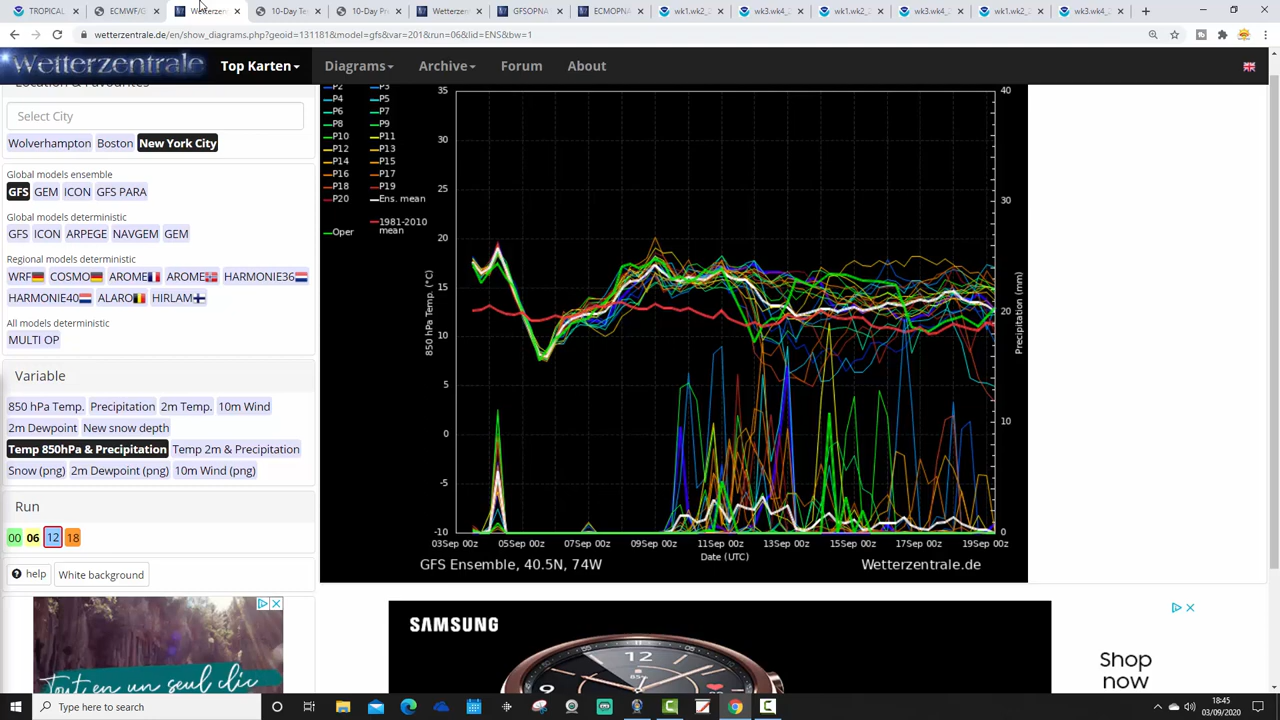 TROPICAL
ECMWF/G
Wetterzen
10-Day Te
10-Day Pr
Wetterzen
GFSOPNA
ECMOPNA
wk1.wk2_
wk3.wk4_
wk1.wk2_
wk3.wk4_
wk1.wk2_
wk3.wk4_
wetterzentrale.de/en/show_diagrams.php?geoid=131181&model=gfs&var=201&run=06&lid=ENS&bw=1
Wetterzentrale
Top Karten
Diagrams
Archive
Forum
About
Location & Favourites
Select City
Wolverhampton
Boston
New York City
Global models ensemble
GFS
GEM
ICON
GFS PARA
Global models deterministic
GFS
ICON
ARPEGE
NAVGEM
GEM
Regional models deterministic
WRF
COSMO
AROME
AROME
HARMONIE36
HARMONIE40
ALARO
HIRLAM
All models deterministic
MULTI OP
Variable
850 hPa Temp.
Precipitation
2m Temp.
10m Wind
2m Dewpoint
New snow depth
Temp 850hPa & Precipitation
Temp 2m & Precipitation
Snow (png)
2m Dewpoint (png)
10m Wind (png)
Run
00
06
12
18
help
White background
P2
P3
P4
P5
P6
P7
P8
P9
P10
P11
P12
P13
P14
P15
P16
P17
P18
P19
P20
Ens. mean
1981-2010
mean
Oper
35
30
25
20
15
10
5
0
-5
-10
850 hPa Temp. (°C)
40
30
20
10
0
Precipitation (mm)
03Sep 00z
05Sep 00z
07Sep 00z
09Sep 00z
11Sep 00z
13Sep 00z
15Sep 00z
17Sep 00z
19Sep 00z
Date (UTC)
GFS Ensemble, 40.5N, 74W
Wetterzentrale.de
Tout en un seul clic
SAMSUNG
12
Shop
now
Type here to search
18:45
03/09/2020